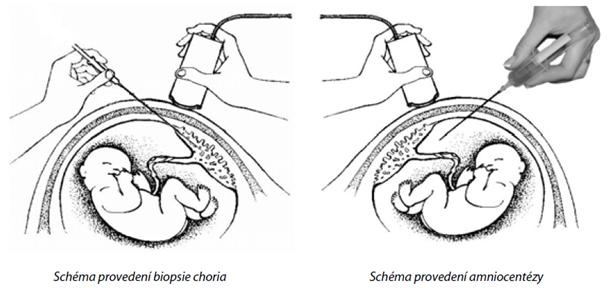 Schéma provedení biopsie choria
Schéma provedení amniocentézy